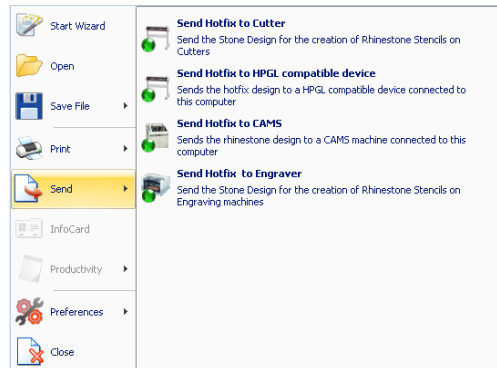 Start Wizard
Open
Save File
Print
Send
InfoCard
Productivity
Preferences
Close
Send Hotfix to Cutter
Send the Stone Design for the creation of Rhinestone Stencils on
Cutters
Send Hotfix to HPGL compatible device
Sends the hotfix design to a HPGL compatible device connected to
this computer
Send Hotfix to CAMS
Sends the rhinestone design to a CAMS machine connected to this
computer
Send Hotfix to Engraver
Send the Stone Design for the creation of Rhinestone Stencils on
Engraving machines